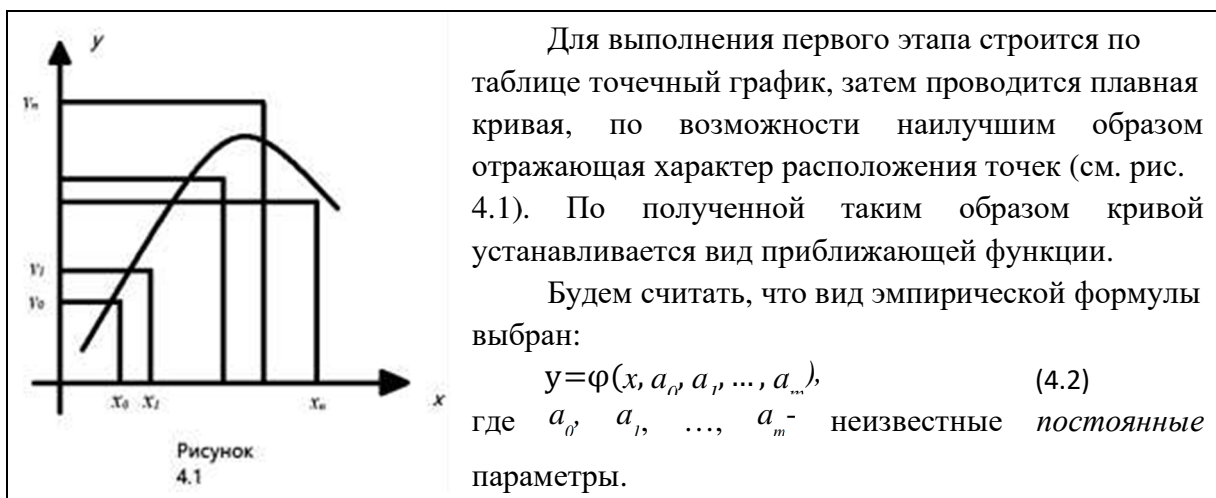 y
yₙ
y₁
y₀
x₀ x₁ xₙ x
Рисунок
4.1
Для выполнения первого этапа строится по
таблице точечный график, затем проводится плавная
кривая, по возможности наилучшим образом
отражающая характер расположения точек (см. рис.
4.1). По полученной таким образом кривой
устанавливается вид приближающей функции.
Будем считать, что вид эмпирической формулы
выбран:
y=φ(x, a₀, a₁, ..., aₘ), (4.2)
где a₀, a₁, …, aₘ- неизвестные постоянные
параметры.